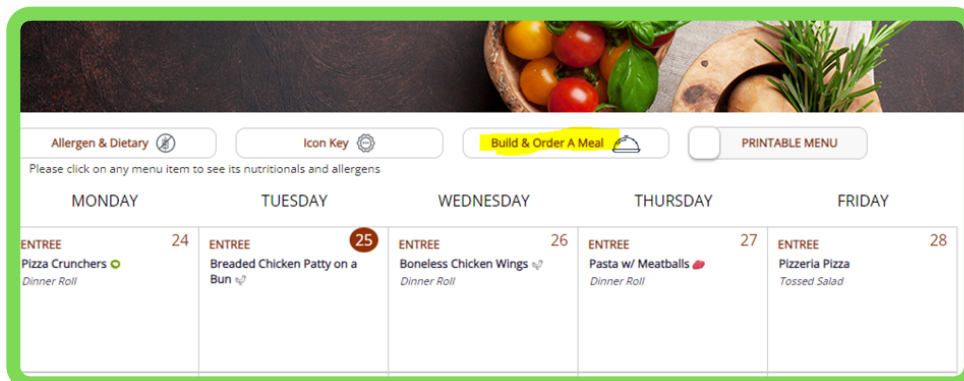 Allergen & Dietary
Icon Key
Build & Order A Meal
PRINTABLE MENU
Please click on any menu item to see its nutritionals and allergens
MONDAY
TUESDAY
WEDNESDAY
THURSDAY
FRIDAY
ENTREE 24
Pizza Crunchers
Dinner Roll
ENTREE 25
Breaded Chicken Patty on a
Bun
ENTREE 26
Boneless Chicken Wings
Dinner Roll
ENTREE 27
Pasta w/ Meatballs
Dinner Roll
ENTREE 28
Pizzeria Pizza
Tossed Salad